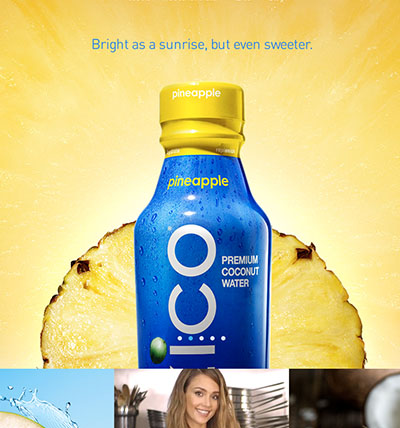 Bright as a sunrise, but even sweeter.
pineapple
pineapple
ICO
PREMIUM
COCONUT
WATER